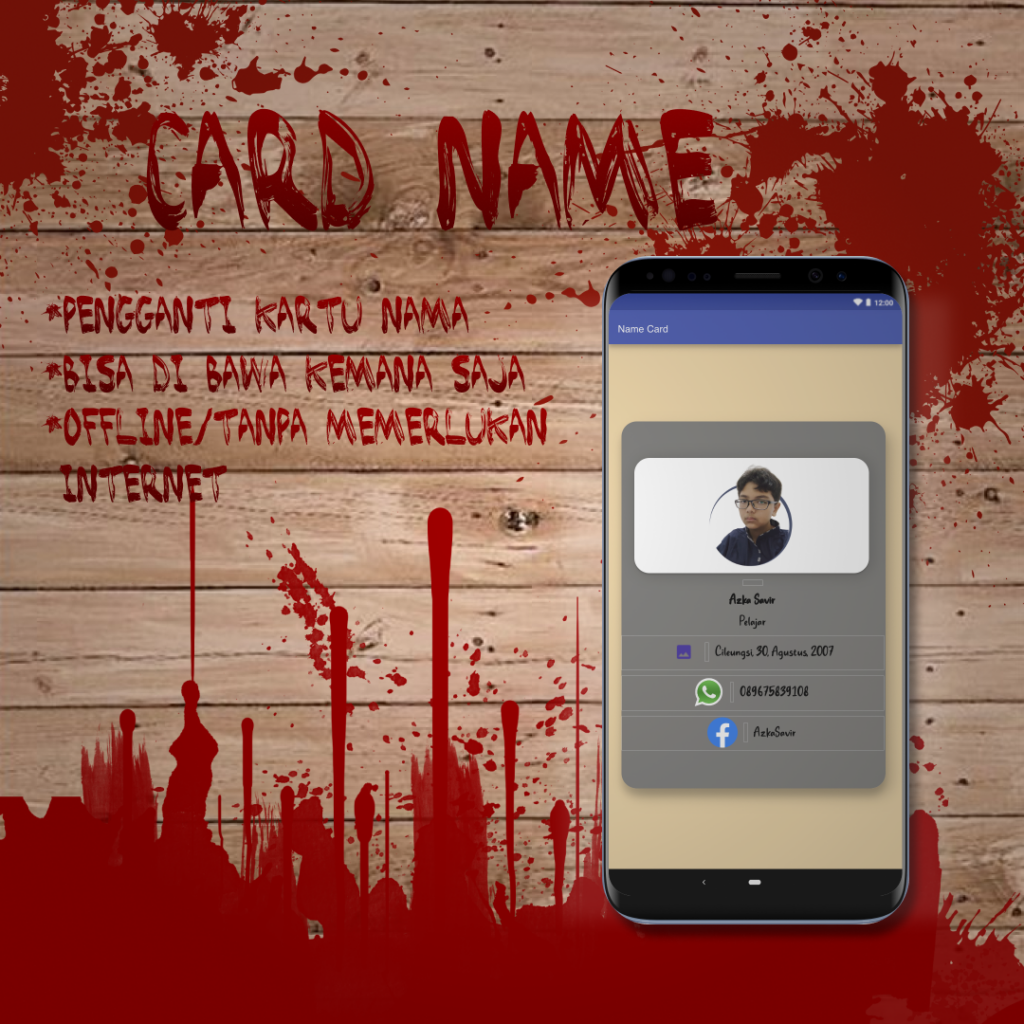 CARD NAME
*PENGGANTI KARTU NAMA
*BISA DI BAWA KEMANA SAJA
*OFFLINE/TANPA MEMERLUKAN
INTERNET
12:00
Name Card
Azka Savir
Pelajar
Cileungsi, 30, Agustus, 2007
089675839108
AzkaSavir